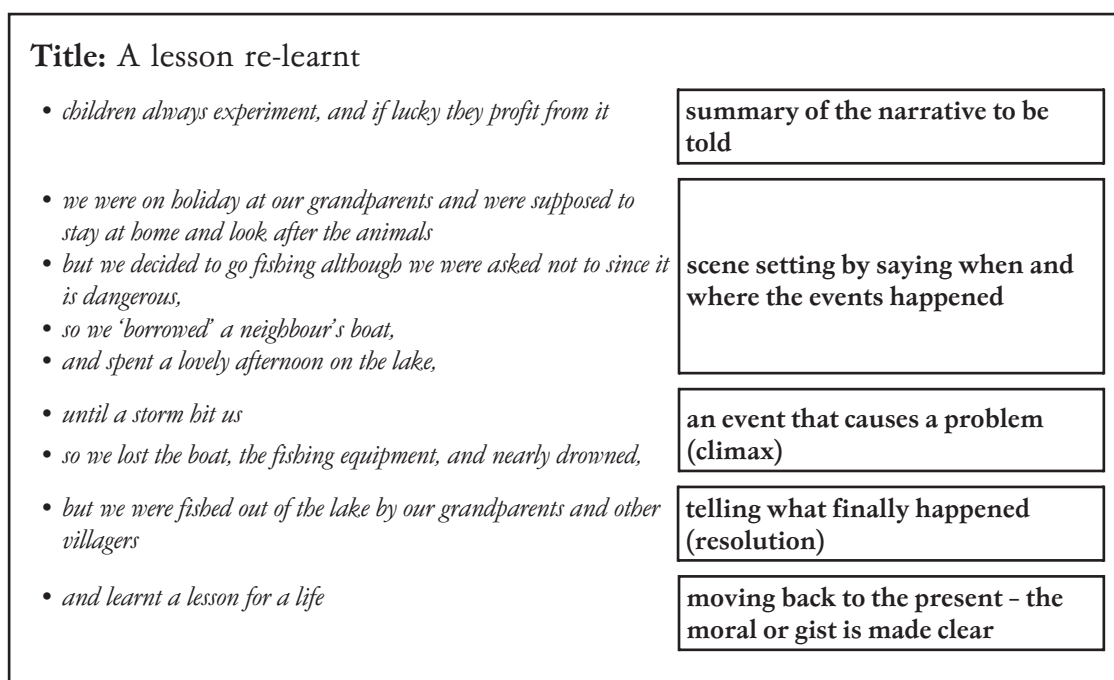 Title: A lesson re-learnt
• children always experiment, and if lucky they profit from it
summary of the narrative to be
told
• we were on holiday at our grandparents and were supposed to
stay at home and look after the animals
• but we decided to go fishing although we were asked not to since it
is dangerous,
• so we ‘borrowed’ a neighbour’s boat,
• and spent a lovely afternoon on the lake,
scene setting by saying when and
where the events happened
• until a storm hit us
• so we lost the boat, the fishing equipment, and nearly drowned,
an event that causes a problem
(climax)
• but we were fished out of the lake by our grandparents and other
villagers
telling what finally happened
(resolution)
• and learnt a lesson for a life
moving back to the present – the
moral or gist is made clear